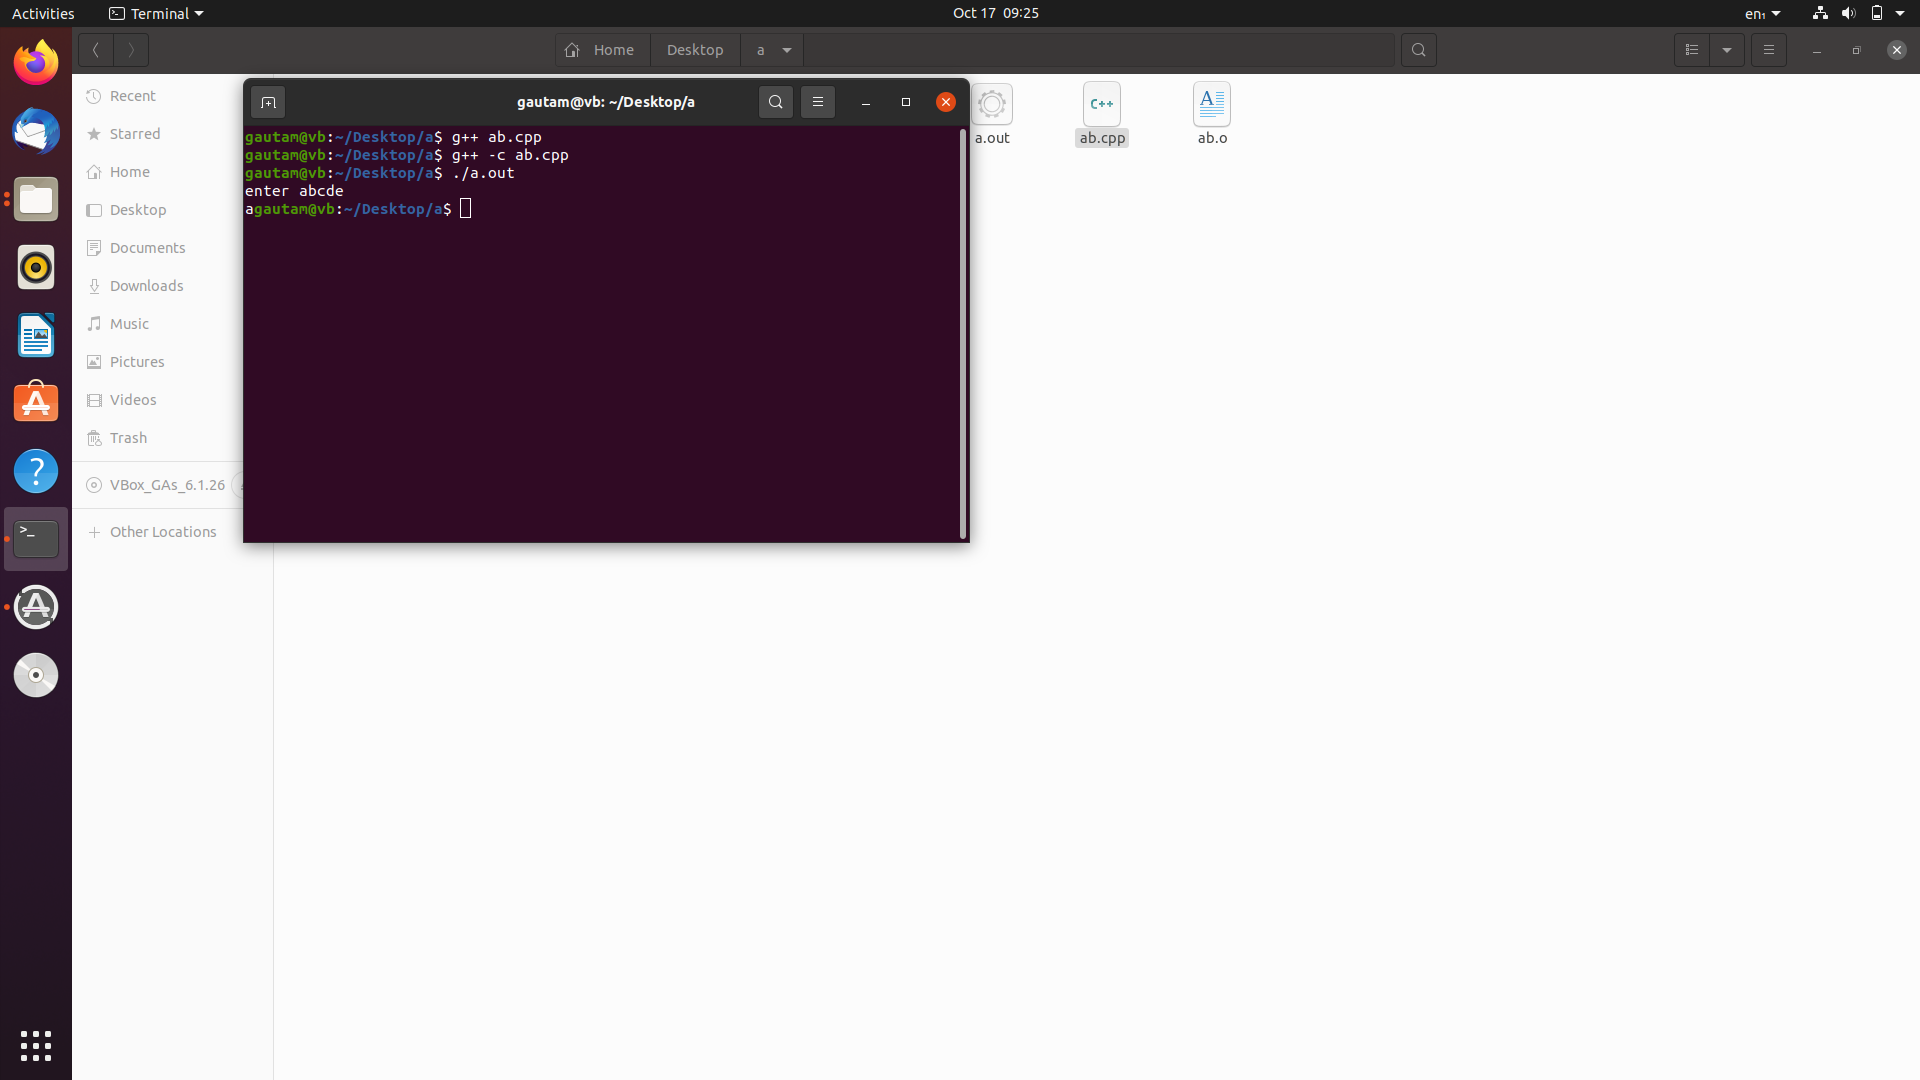 Activities
Terminal
Oct 17 09:25
en₁
Home
Desktop
a
Recent
Starred
Home
Desktop
Documents
Downloads
Music
Pictures
Videos
Trash
VBox_GAs_6.1.26
Other Locations
gautam@vb: ~/Desktop/a
gautam@vb:~/Desktop/a$ g++ ab.cpp
gautam@vb:~/Desktop/a$ g++ -c ab.cpp
gautam@vb:~/Desktop/a$ ./a.out
enter abcde
agautam@vb:~/Desktop/a$
a.out
C++
ab.cpp
A
ab.o
>_